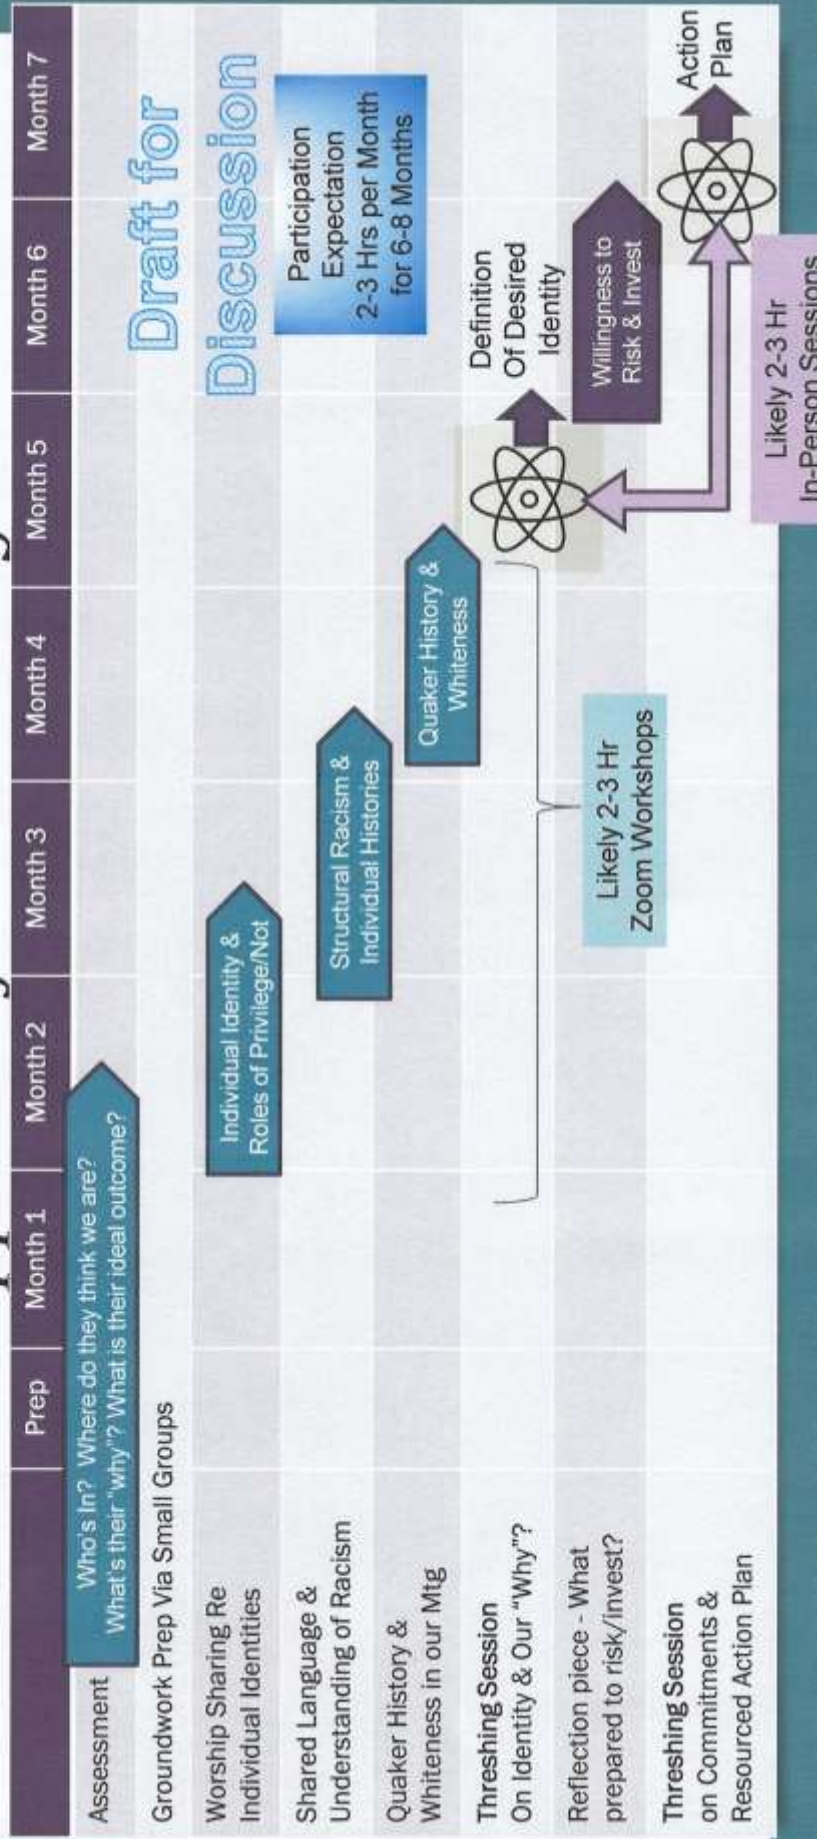 Prep Month 1 Month 2 Month 3 Month 4 Month 5 Month 6 Month 7
Assessment
Who's In? Where do they think we are?
What's their "why"? What is their ideal outcome?
Groundwork Prep Via Small Groups
Draft for
Discussion
Worship Sharing Re
Individual Identities
Individual Identity &
Roles of Privilege/Not
Shared Language &
Understanding of Racism
Structural Racism &
Individual Histories
Participation
Expectation
2-3 Hrs per Month
for 6-8 Months
Quaker History &
Whiteness in our Mtg
Quaker History &
Whiteness
Threshing Session
On Identity & Our "Why"?
Definition
Of Desired
Identity
Reflection piece - What
prepared to risk/invest?
Likely 2-3 Hr
Zoom Workshops
Willingness to
Risk & Invest
Threshing Session
on Commitments &
Resourced Action Plan
Action
Plan
Likely 2-3 Hr
In-Person Sessions